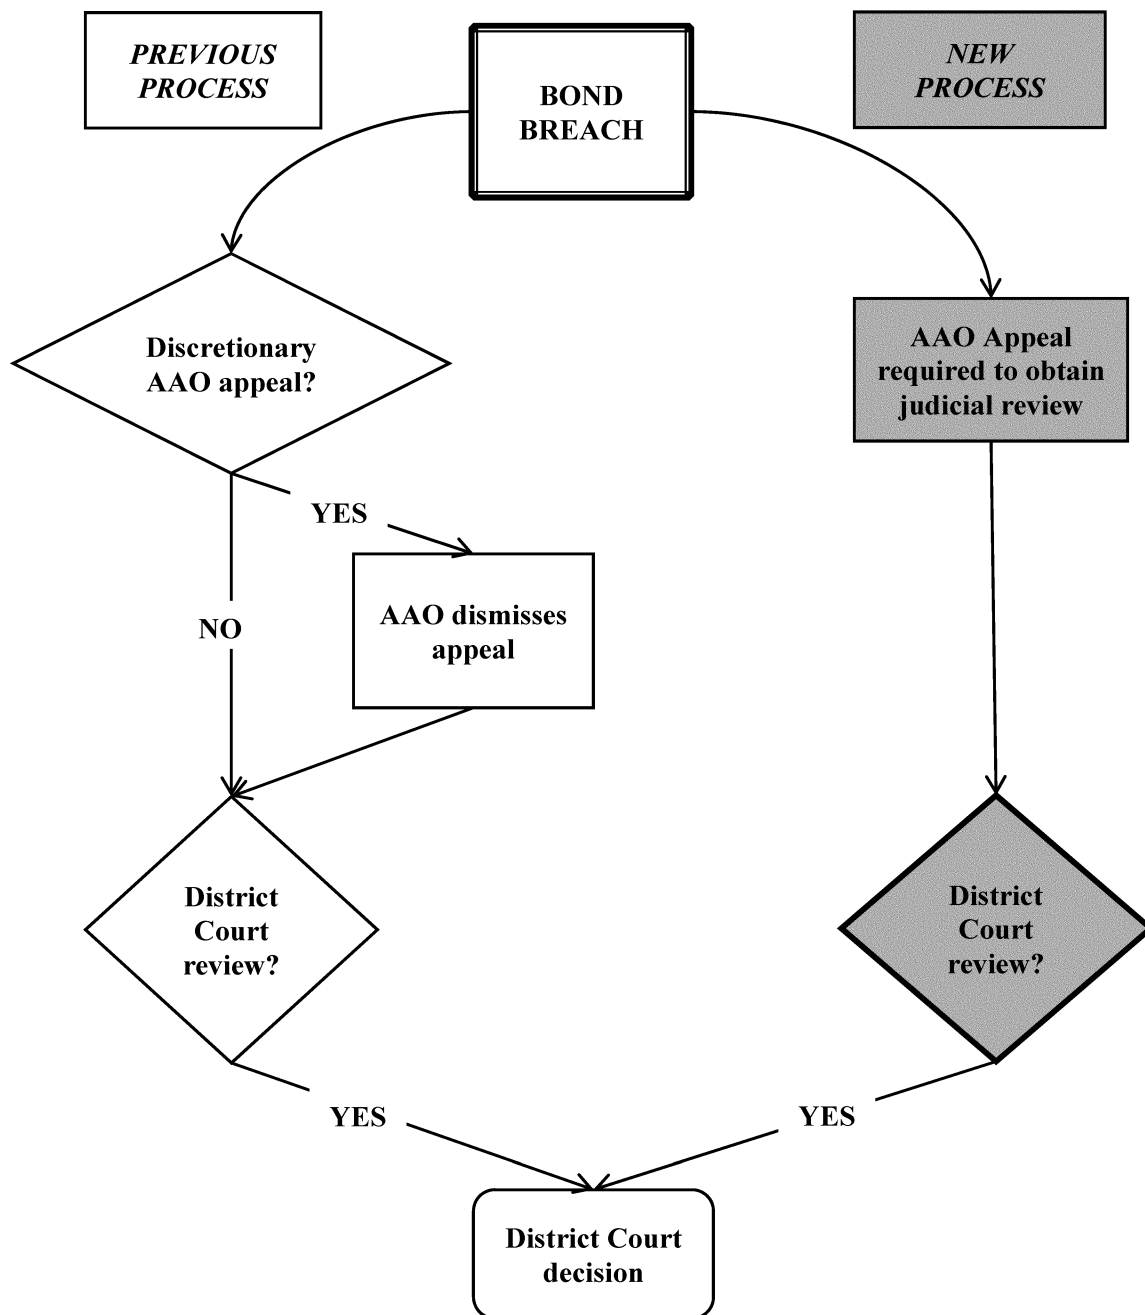 PREVIOUS
PROCESS
BOND
BREACH
NEW
PROCESS
Discretionary
AAO appeal?
AAO Appeal
required to obtain
judicial review
YES
AAO dismisses
appeal
NO
District
Court
review?
District
Court
review?
YES
YES
District Court
decision